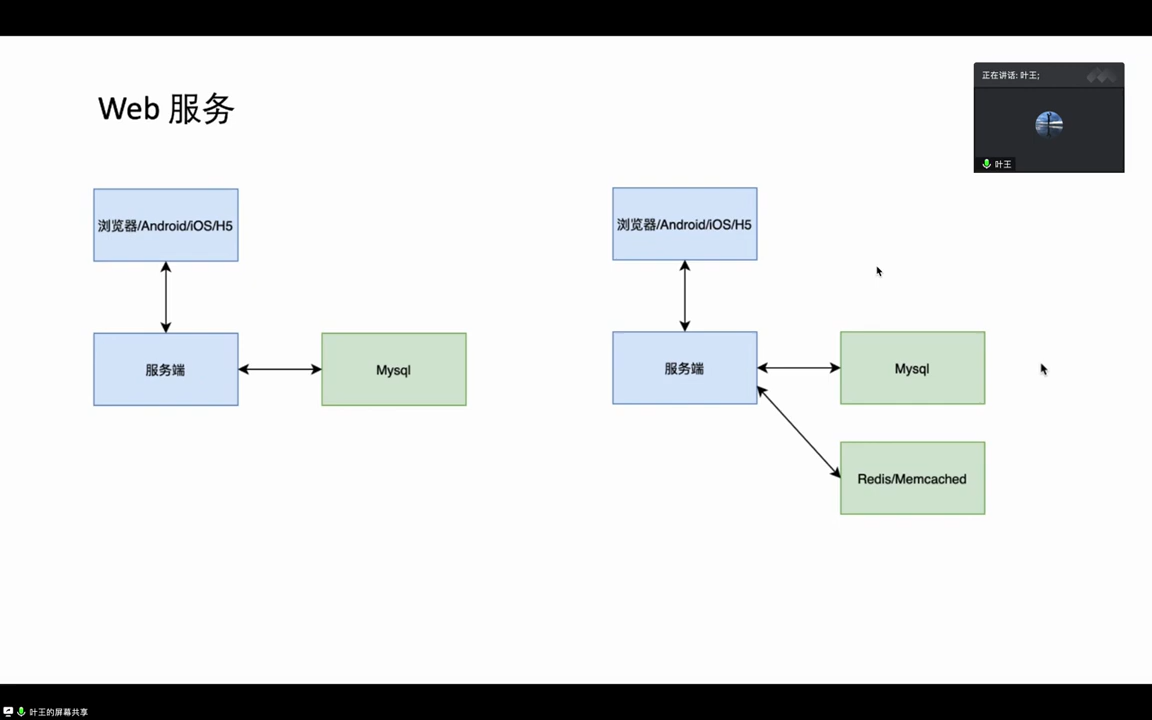 正在讲话: 叶王;
Web 服务
叶王
浏览器/Android/iOS/H5
浏览器/Android/iOS/H5
服务端
Mysql
服务端
Mysql
Redis/Memcached
叶王的屏幕共享